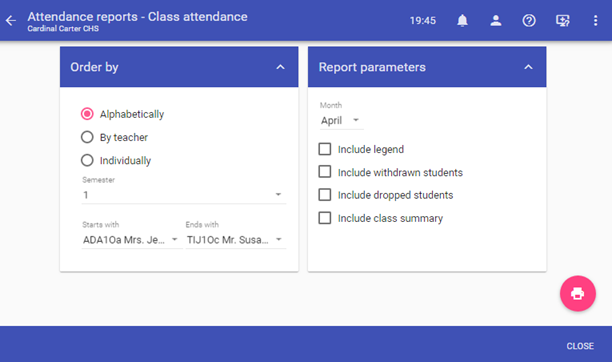 Attendance reports - Class attendance
Cardinal Carter CHS
19:45
Order by
Alphabetically
By teacher
Individually
Semester
1
Starts with
Ends with
ADA1Oa Mrs. Je...
TIJ1Oc Mr. Susa...
Report parameters
Month
April
Include legend
Include withdrawn students
Include dropped students
Include class summary
CLOSE